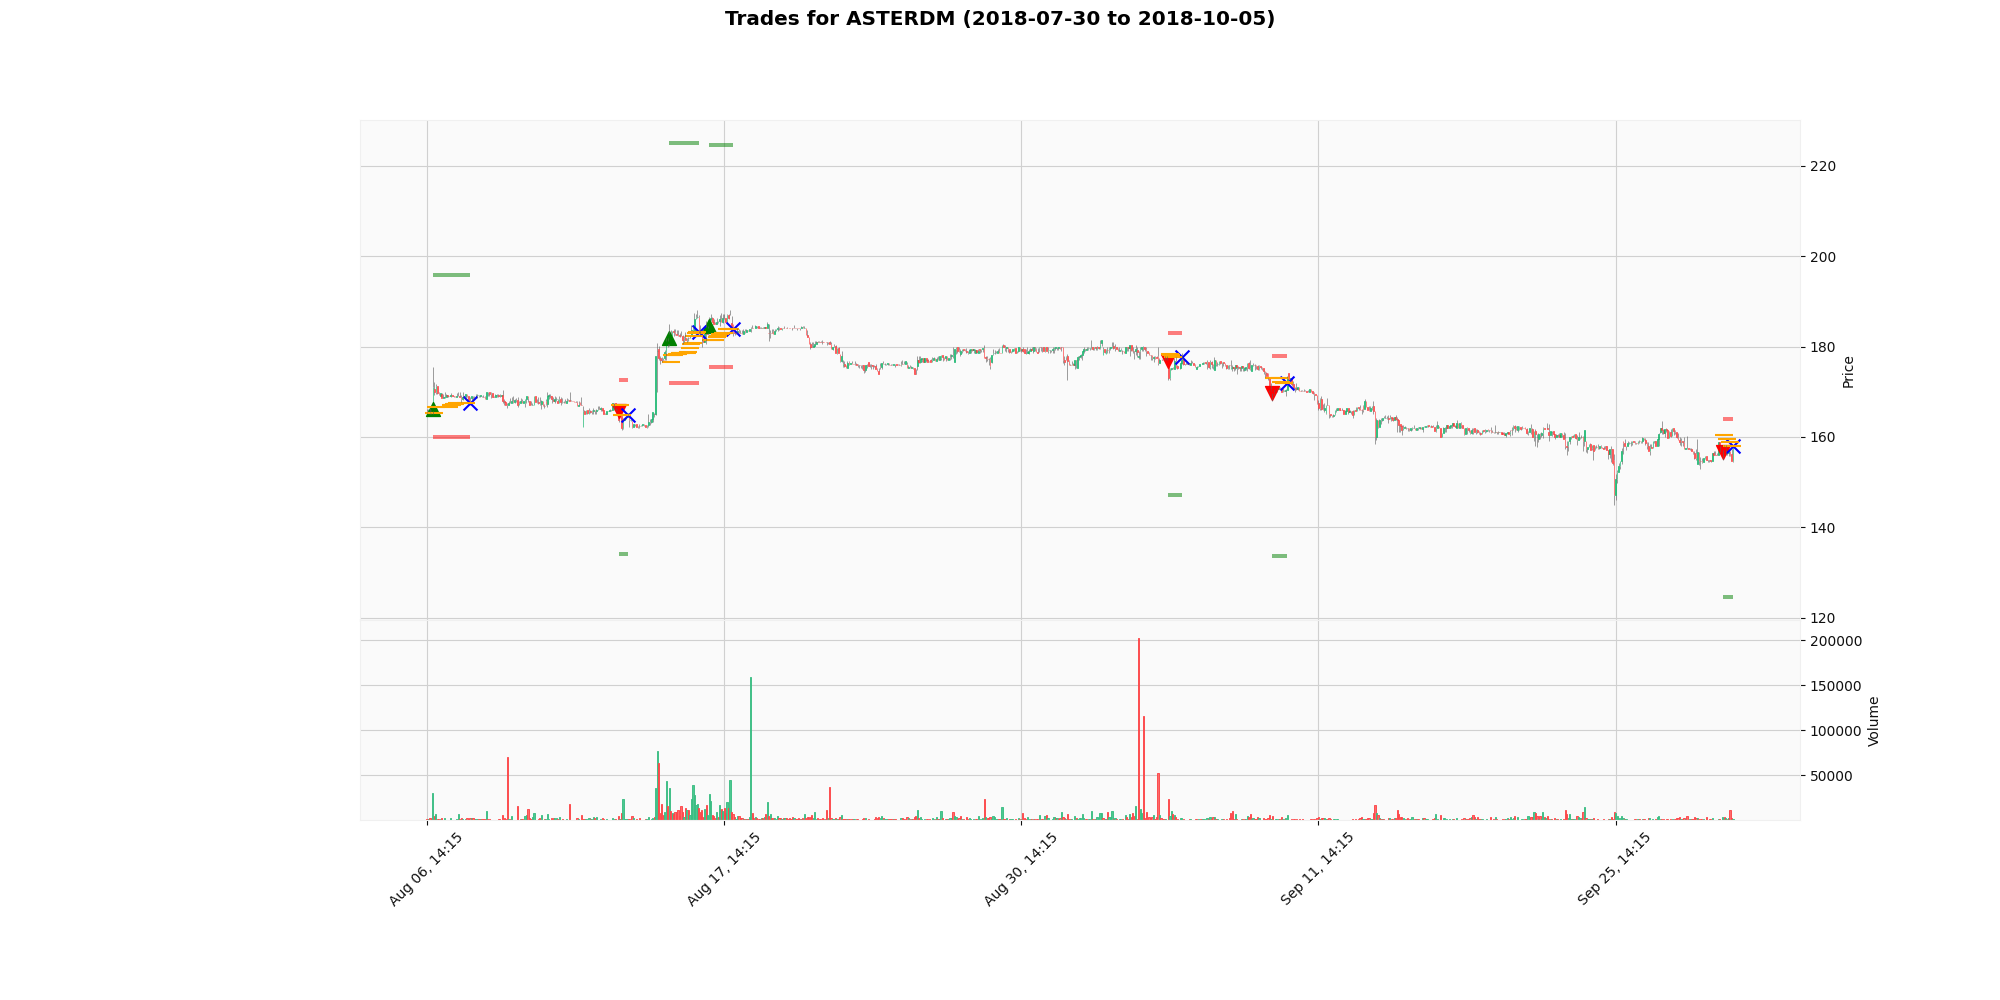 Trades for ASTERDM (2018-07-30 to 2018-10-05)
220
200
180
160
140
120
Price
200000
150000
100000
50000
Volume
Aug 06, 14:15
Aug 17, 14:15
Aug 30, 14:15
Sep 11, 14:15
Sep 25, 14:15